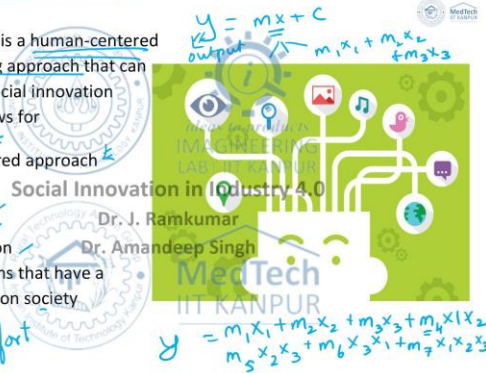 y = mx + c
output
m₁x₁ + m₂x₂
+ m₃x₃
MedTech
IIT KANPUR
is a human-centered
approach that can
cial innovation
ws for
red approach
ideas to products
IMAGINEERING
LAB | IIT KANPUR
Social Innovation in Industry 4.0
Dr. J. Ramkumar
Dr. Amandeep Singh
on
ns that have a
on society
MedTech
IIT KANPUR
ort
y = m₁x₁ + m₂x₂ + m₃x₃ + m₄x1x2
m₅x₂x₃ + m₆x₃x₁ + m₇x₁x₂x₃